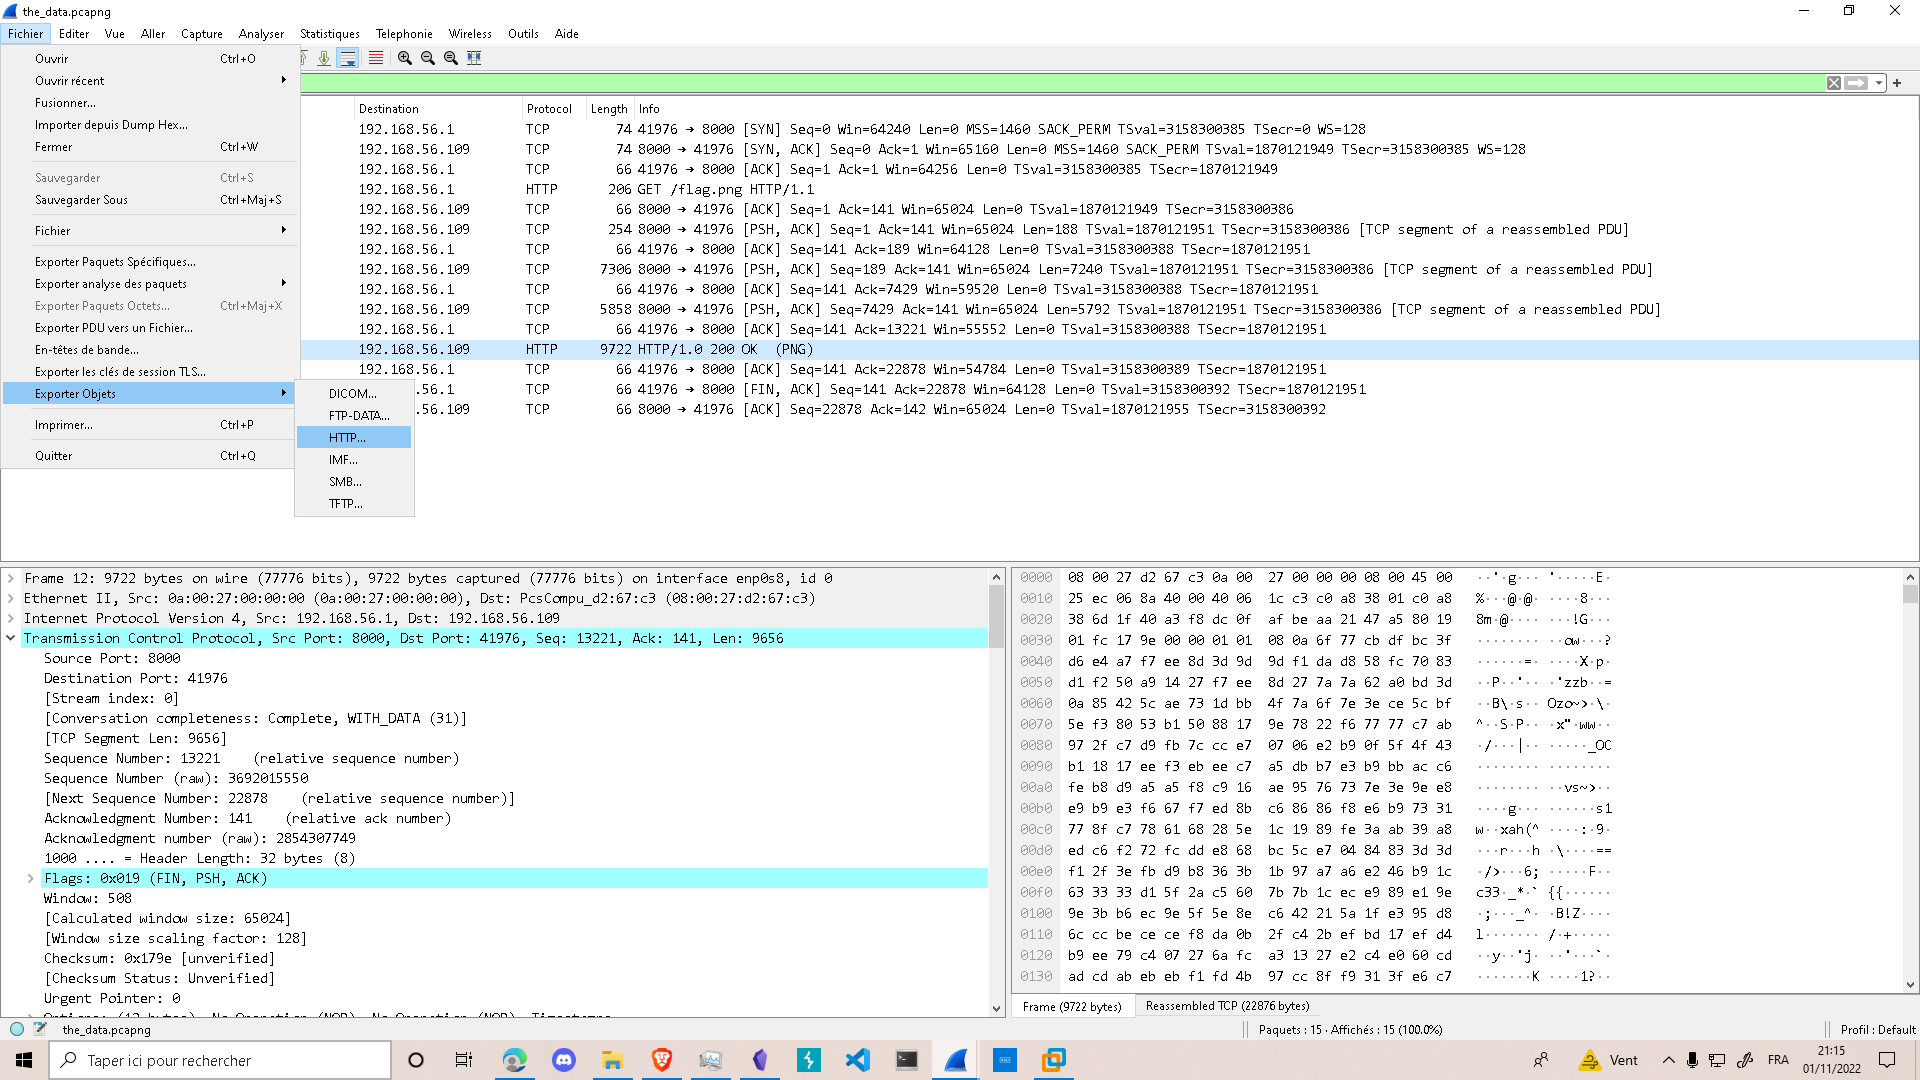 the_data.pcapng
Fichier Editer Vue Aller Capture Analyser Statistiques Telephonie Wireless Outils Aide
Ouvrir Ctrl+O
Ouvrir récent
Fusionner...
Importer depuis Dump Hex...
Fermer Ctrl+W
Sauvegarder Ctrl+S
Sauvegarder Sous Ctrl+Maj+S
Fichier
Exporter Paquets Spécifiques...
Exporter analyse des paquets
Exporter Paquets Octets... Ctrl+Maj+X
Exporter PDU vers un Fichier...
En-têtes de bande...
Exporter les clés de session TLS...
Exporter Objets
Imprimer... Ctrl+P
Quitter Ctrl+Q
DICOM...
FTP-DATA...
HTTP...
IMF...
SMB...
TFTP...
Destination Protocol Length Info
192.168.56.1 TCP 74 41976 → 8000 [SYN] Seq=0 Win=64240 Len=0 MSS=1460 SACK_PERM TSval=3158300385 TSecr=0 WS=128
192.168.56.109 TCP 74 8000 → 41976 [SYN, ACK] Seq=0 Ack=1 Win=65160 Len=0 MSS=1460 SACK_PERM TSval=1870121949 TSecr=3158300385 WS=128
192.168.56.1 TCP 66 41976 → 8000 [ACK] Seq=1 Ack=1 Win=64256 Len=0 TSval=3158300385 TSecr=1870121949
192.168.56.1 HTTP 206 GET /flag.png HTTP/1.1
192.168.56.109 TCP 66 8000 → 41976 [ACK] Seq=1 Ack=141 Win=65024 Len=0 TSval=1870121949 TSecr=3158300386
192.168.56.109 TCP 254 8000 → 41976 [PSH, ACK] Seq=1 Ack=141 Win=65024 Len=188 TSval=1870121951 TSecr=3158300386 [TCP segment of a reassembled PDU]
192.168.56.1 TCP 66 41976 → 8000 [ACK] Seq=141 Ack=189 Win=64128 Len=0 TSval=3158300388 TSecr=1870121951
192.168.56.109 TCP 7306 8000 → 41976 [PSH, ACK] Seq=189 Ack=141 Win=65024 Len=7240 TSval=1870121951 TSecr=3158300386 [TCP segment of a reassembled PDU]
192.168.56.1 TCP 66 41976 → 8000 [ACK] Seq=141 Ack=7429 Win=59520 Len=0 TSval=3158300388 TSecr=1870121951
192.168.56.109 TCP 5858 8000 → 41976 [PSH, ACK] Seq=7429 Ack=141 Win=65024 Len=5792 TSval=1870121951 TSecr=3158300386 [TCP segment of a reassembled PDU]
192.168.56.1 TCP 66 41976 → 8000 [ACK] Seq=141 Ack=13221 Win=55552 Len=0 TSval=3158300388 TSecr=1870121951
192.168.56.109 HTTP 9722 HTTP/1.0 200 OK (PNG)
192.168.56.1 TCP 66 41976 → 8000 [ACK] Seq=141 Ack=22878 Win=54784 Len=0 TSval=3158300389 TSecr=1870121951
.56.1 TCP 66 41976 → 8000 [FIN, ACK] Seq=141 Ack=22878 Win=64128 Len=0 TSval=3158300392 TSecr=1870121951
.56.109 TCP 66 8000 → 41976 [ACK] Seq=22878 Ack=142 Win=65024 Len=0 TSval=1870121955 TSecr=3158300392
Frame 12: 9722 bytes on wire (77776 bits), 9722 bytes captured (77776 bits) on interface enp0s8, id 0
Ethernet II, Src: 0a:00:27:00:00:00 (0a:00:27:00:00:00), Dst: PcsCompu_d2:67:c3 (08:00:27:d2:67:c3)
Internet Protocol Version 4, Src: 192.168.56.1, Dst: 192.168.56.109
Transmission Control Protocol, Src Port: 8000, Dst Port: 41976, Seq: 13221, Ack: 141, Len: 9656
Source Port: 8000
Destination Port: 41976
[Stream index: 0]
[Conversation completeness: Complete, WITH_DATA (31)]
[TCP Segment Len: 9656]
Sequence Number: 13221 (relative sequence number)
Sequence Number (raw): 3692015550
[Next Sequence Number: 22878 (relative sequence number)]
Acknowledgment Number: 141 (relative ack number)
Acknowledgment number (raw): 2854307749
1000 .... = Header Length: 32 bytes (8)
Flags: 0x019 (FIN, PSH, ACK)
Window: 508
[Calculated window size: 65024]
[Window size scaling factor: 128]
Checksum: 0x179e [unverified]
[Checksum Status: Unverified]
Urgent Pointer: 0
0000 08 00 27 d2 67 c3 0a 00 27 00 00 00 08 00 45 00 ··'·g···'·····E·
0010 25 ec 06 8a 40 00 40 06 1c c3 c0 a8 38 01 c0 a8 %···@·@·····8···
0020 38 6d 1f 40 a3 f8 dc 0f af be aa 21 47 a5 80 19 8m·@·······!G···
0030 01 fc 17 9e 00 00 01 01 08 0a 6f 77 cb df bc 3f ··········ow···?
0040 d6 e4 a7 f7 ee 8d 3d 9d 9d f1 da d8 58 fc 70 83 ······=·····X·p·
0050 d1 f2 50 a9 14 27 f7 ee 8d 27 7a 7a 62 a0 bd 3d ··P··'···'zzb··=
0060 0a 85 42 5c ae 73 1d bb 4f 7a 6f 7e 3e ce 5c bf ··B\·s··Ozo~>·\·
0070 5e f3 80 53 b1 50 88 17 9e 78 22 f6 77 77 c7 ab ^··S·P···x"·ww··
0080 97 2f c7 d9 fb 7c cc e7 07 06 e2 b9 0f 5f 4f 43 ·/···|·······_OC
0090 b1 18 17 ee f3 eb ee c7 a5 db b7 e3 b9 bb ac c6 ················
00a0 fe b8 d9 a5 a5 f8 c9 16 ae 95 76 73 7e 3e 9e e8 ··········vs~>··
00b0 e9 b9 e3 f6 67 f7 ed 8b c6 86 86 f8 e6 b9 73 31 ····g·········s1
00c0 77 8f c7 78 61 68 28 5e 1c 19 89 fe 3a ab 39 a8 w··xah(^····:·9·
00d0 ed c6 f2 72 fc dd e8 68 bc 5c e7 04 84 83 3d 3d ···r···h·\····==
00e0 f1 2f 3e fb d9 b8 36 3b 1b 97 a7 a6 e2 46 b9 1c ·/>···6;·····F··
00f0 63 33 33 d1 5f 2a c5 60 7b 7b 1c ec e9 89 e1 9e c33·_*·`{{······
0100 9e 3b b6 ec 9e 5f 5e 8e c6 42 21 5a 1f e3 95 d8 ·;···_^··B!Z····
0110 6c cc be ce ce f8 da 0b 2f c4 2b ef bd 17 ef d4 l·······/·+·····
0120 b9 ee 79 c4 07 27 6a fc a3 13 27 e2 c4 e0 60 cd ··y··'j···'···`·
0130 ad cd ab eb eb f1 fd 4b 97 cc 8f f9 31 3f e6 c7 ·······K····1?··
Frame (9722 bytes) Reassembled TCP (22876 bytes)
the_data.pcapng Paquets : 15 · Affichés : 15 (100.0%) Profil : Default
Taper ici pour rechercher
Vent
FRA
21:15
01/11/2022